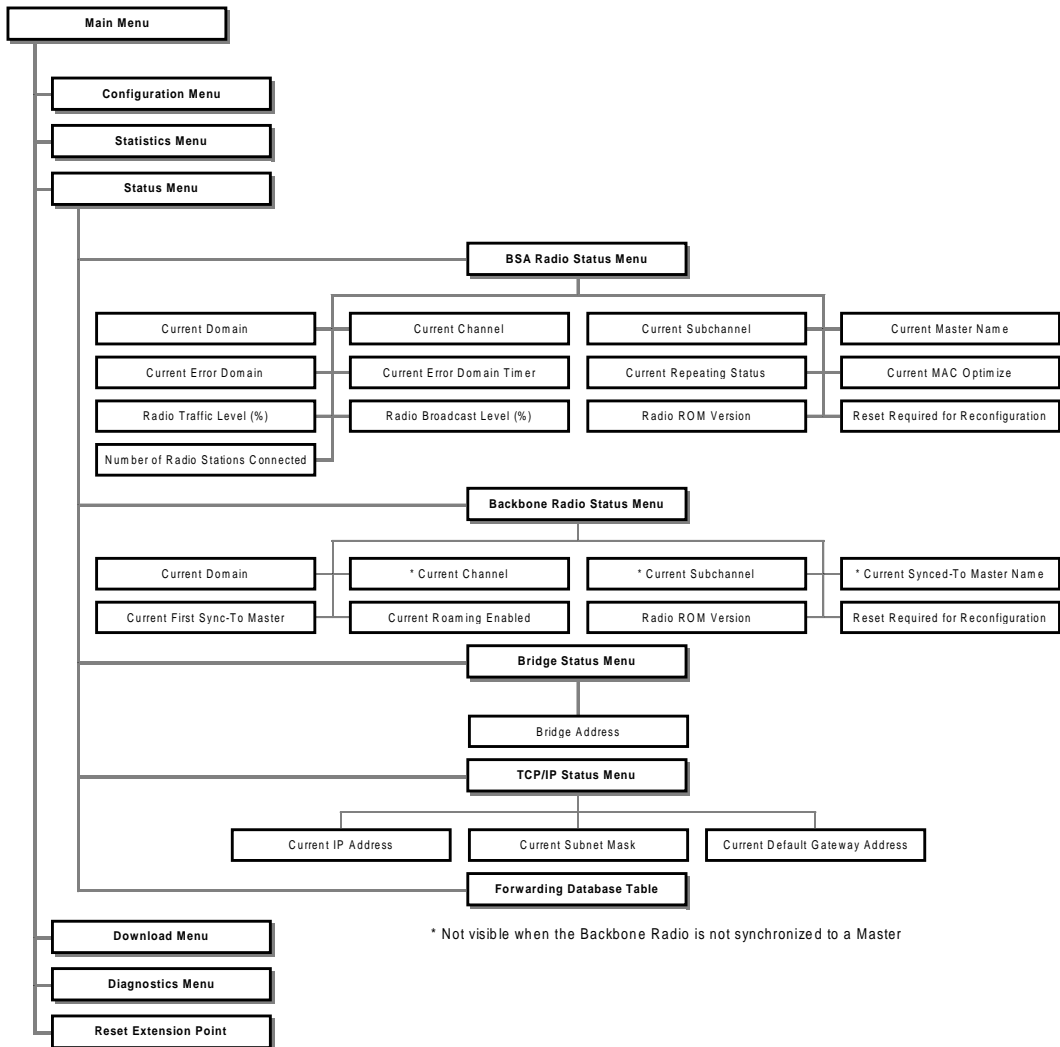 Main Menu
Configuration Menu
Statistics Menu
Status Menu
BSA Radio Status Menu
Current Domain
Current Channel
Current Subchannel
Current Master Name
Current Error Domain
Current Error Domain Timer
Current Repeating Status
Current MAC Optimize
Radio Traffic Level (%)
Radio Broadcast Level (%)
Radio ROM Version
Reset Required for Reconfiguration
Number of Radio Stations Connected
Backbone Radio Status Menu
Current Domain
* Current Channel
* Current Subchannel
* Current Synced-To Master Name
Current First Sync-To Master
Current Roaming Enabled
Radio ROM Version
Reset Required for Reconfiguration
Bridge Status Menu
Bridge Address
TCP/IP Status Menu
Current IP Address
Current Subnet Mask
Current Default Gateway Address
Forwarding Database Table
Download Menu
* Not visible when the Backbone Radio is not synchronized to a Master
Diagnostics Menu
Reset Extension Point